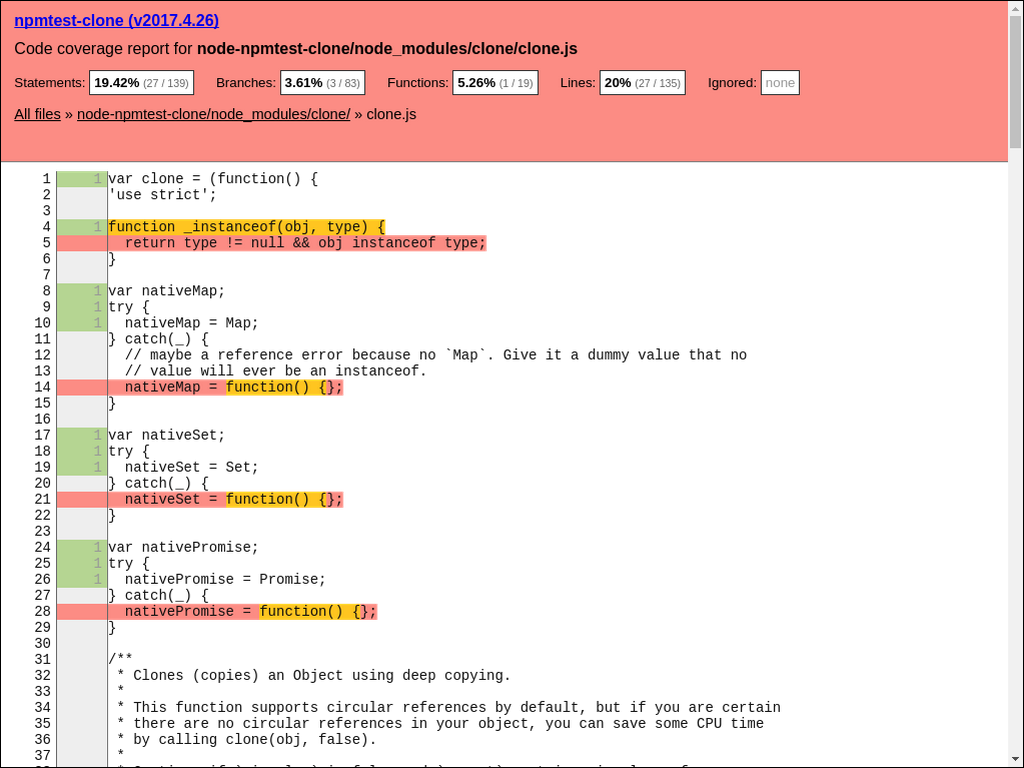 npmtest-clone (v2017.4.26)
Code coverage report for node-npmtest-clone/node_modules/clone/clone.js
Statements: 19.42% (27 / 139) Branches: 3.61% (3 / 83) Functions: 5.26% (1 / 19) Lines: 20% (27 / 135) Ignored: none
All files » node-npmtest-clone/node_modules/clone/ » clone.js
1 1 var clone = (function() {
2 'use strict';
3
4 1 function _instanceof(obj, type) {
5   return type != null && obj instanceof type;
6 }
7
8 1 var nativeMap;
9 1 try {
10 1   nativeMap = Map;
11 } catch(_) {
12   // maybe a reference error because no `Map`. Give it a dummy value that no
13   // value will ever be an instanceof.
14   nativeMap = function() {};
15 }
16
17 1 var nativeSet;
18 1 try {
19 1   nativeSet = Set;
20 } catch(_) {
21   nativeSet = function() {};
22 }
23
24 1 var nativePromise;
25 1 try {
26 1   nativePromise = Promise;
27 } catch(_) {
28   nativePromise = function() {};
29 }
30
31 /**
32  * Clones (copies) an Object using deep copying.
33  *
34  * This function supports circular references by default, but if you are certain
35  * there are no circular references in your object, you can save some CPU time
36  * by calling clone(obj, false).
37  *